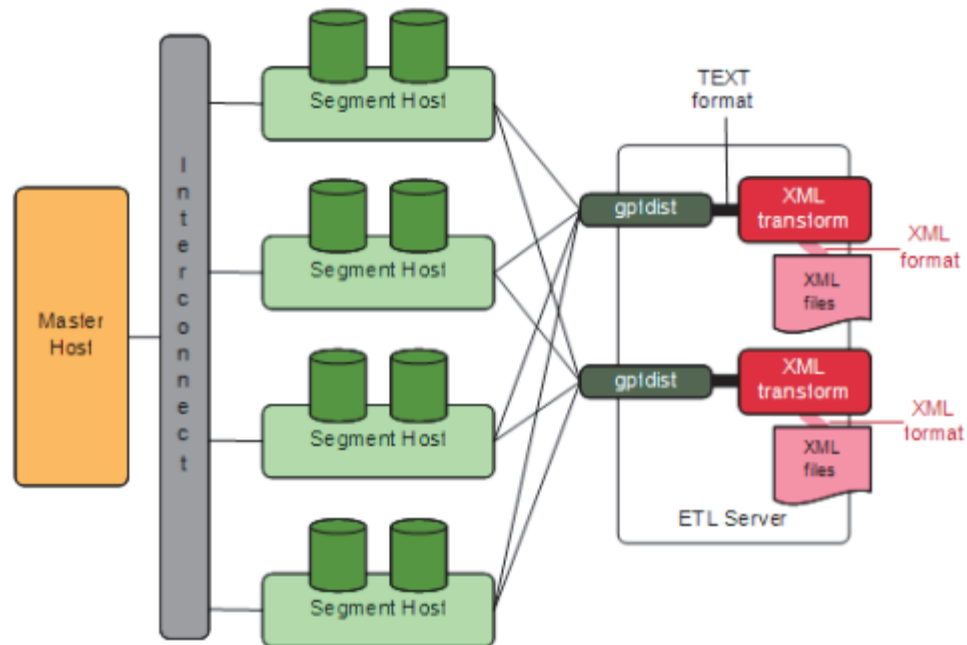 Master
Host
Interconnect
Segment Host
Segment Host
Segment Host
Segment Host
TEXT
format
gpfdist
XML
transform
XML
format
XML
files
gpfdist
XML
transform
XML
format
XML
files
ETL Server